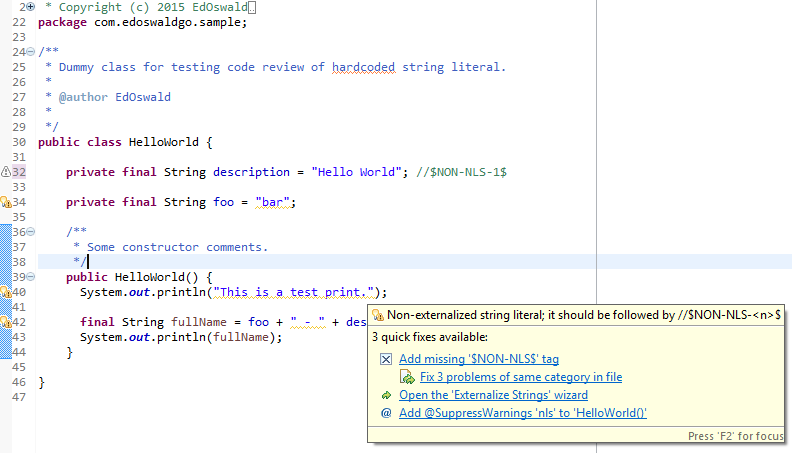 2 * Copyright (c) 2015 EdOswald
22 package com.edoswaldgo.sample;
23
24 /**
25 * Dummy class for testing code review of hardcoded string literal.
26 *
27 * @author EdOswald
28 *
29 */
30 public class HelloWorld {
31
32 private final String description = "Hello World"; //$NON-NLS-1$
33
34 private final String foo = "bar";
35
36 /**
37 * Some constructor comments.
38 */
39 public HelloWorld() {
40 System.out.println("This is a test print.");
41
42 final String fullName = foo + " - " + des
43 System.out.println(fullName);
44 }
45
46 }
47
Non-externalized string literal; it should be followed by //$NON-NLS-<n>$
3 quick fixes available:
Add missing '$NON-NLS$' tag
Fix 3 problems of same category in file
Open the 'Externalize Strings' wizard
@ Add @SuppressWarnings 'nls' to 'HelloWorld()'
Press 'F2' for focus